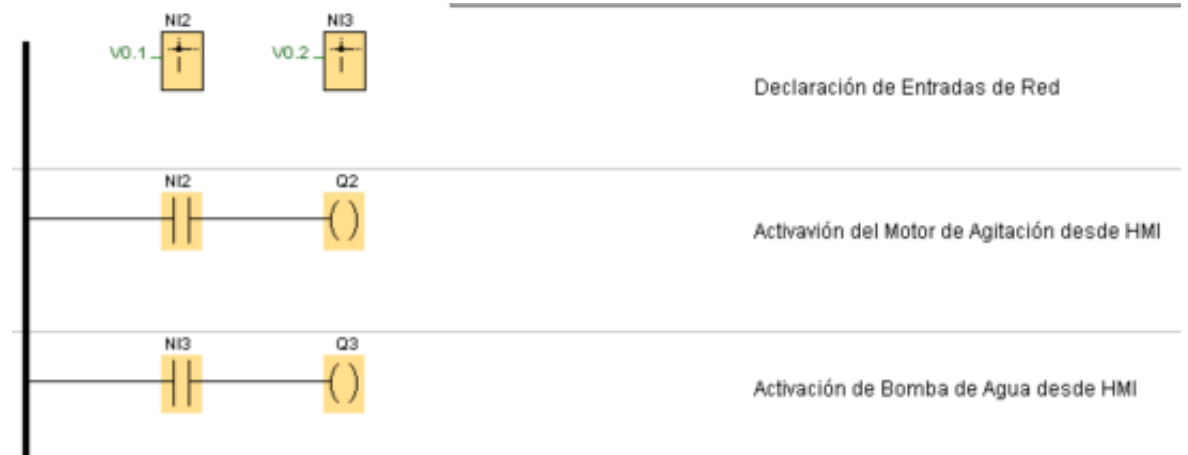 NI2 NI3
V0.1 V0.2
Declaración de Entradas de Red
NI2 Q2
Activavión del Motor de Agitación desde HMI
NI3 Q3
Activación de Bomba de Agua desde HMI